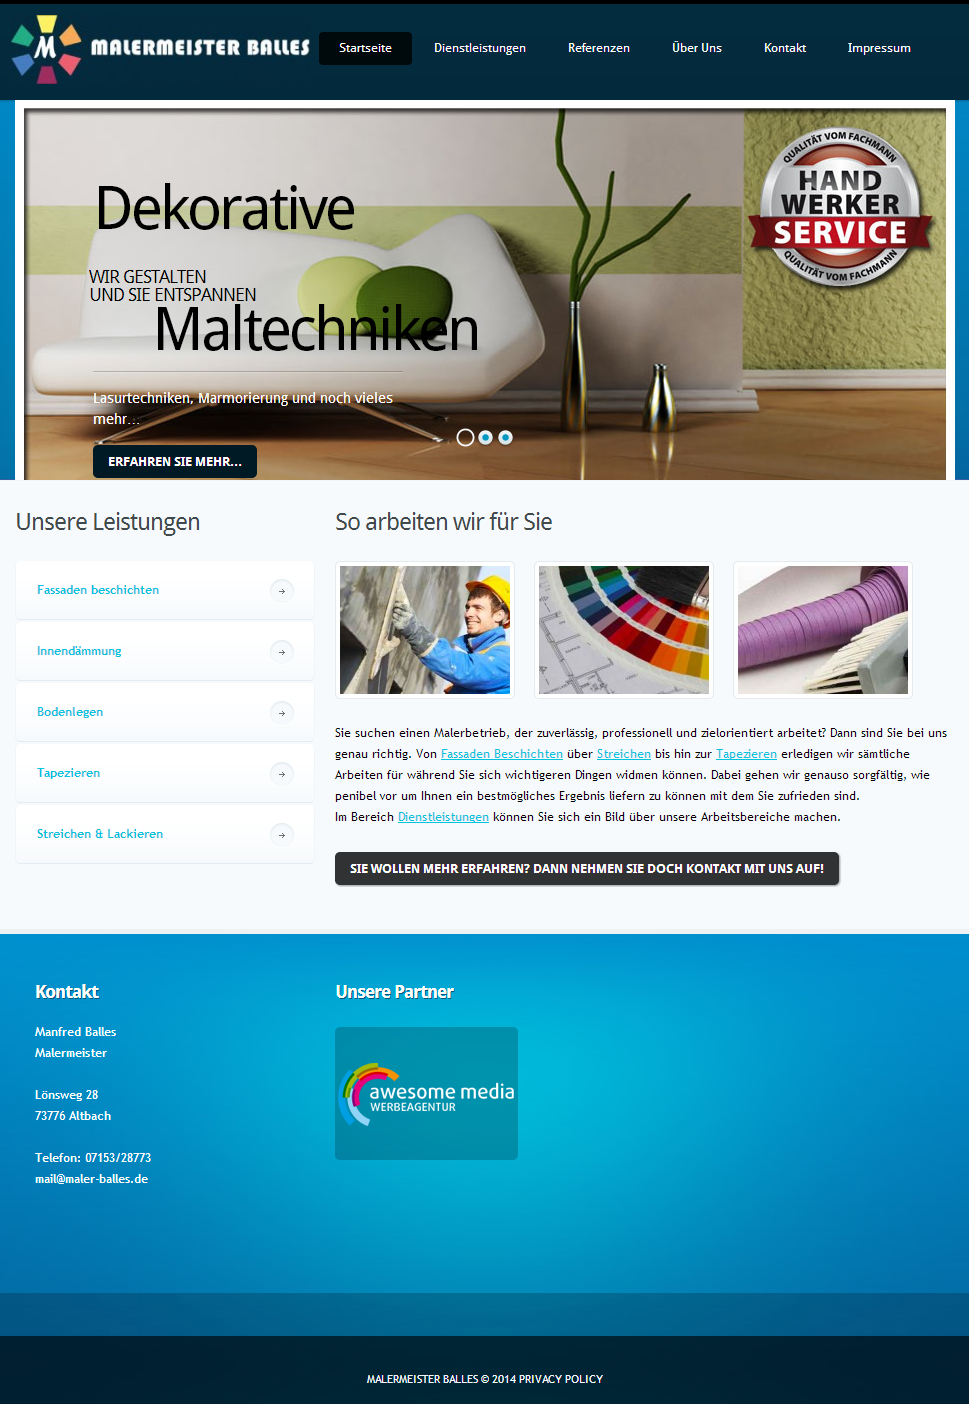 M MALERMEISTER BALLES
Startseite
Dienstleistungen
Referenzen
Über Uns
Kontakt
Impressum
Dekorative
WIR GESTALTEN
UND SIE ENTSPANNEN
Maltechniken
Lasurtechniken, Marmorierung und noch vieles
mehr...
ERFAHREN SIE MEHR...
QUALITÄT VOM FACHMANN
HAND
WERKER
SERVICE
QUALITÄT VOM FACHMANN
Unsere Leistungen
Fassaden beschichten
Innendämmung
Bodenlegen
Tapezieren
Streichen & Lackieren
So arbeiten wir für Sie
Sie suchen einen Malerbetrieb, der zuverlässig, professionell und zielorientiert arbeitet? Dann sind Sie bei uns
genau richtig. Von Fassaden Beschichten über Streichen bis hin zur Tapezieren erledigen wir sämtliche
Arbeiten für während Sie sich wichtigeren Dingen widmen können. Dabei gehen wir genauso sorgfältig, wie
penibel vor um Ihnen ein bestmögliches Ergebnis liefern zu können mit dem Sie zufrieden sind.
Im Bereich Dienstleistungen können Sie sich ein Bild über unsere Arbeitsbereiche machen.
SIE WOLLEN MEHR ERFAHREN? DANN NEHMEN SIE DOCH KONTAKT MIT UNS AUF!
Kontakt
Manfred Balles
Malermeister
Lönsweg 28
73776 Altbach
Telefon: 07153/28773
mail@maler-balles.de
Unsere Partner
awesome media
WERBEAGENTUR
MALERMEISTER BALLES © 2014 PRIVACY POLICY